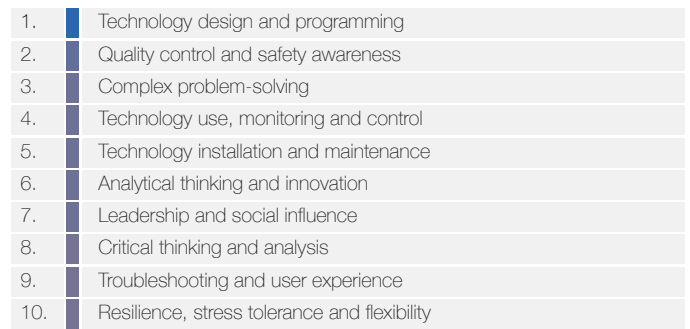 1. Technology design and programming
2. Quality control and safety awareness
3. Complex problem-solving
4. Technology use, monitoring and control
5. Technology installation and maintenance
6. Analytical thinking and innovation
7. Leadership and social influence
8. Critical thinking and analysis
9. Troubleshooting and user experience
10. Resilience, stress tolerance and flexibility